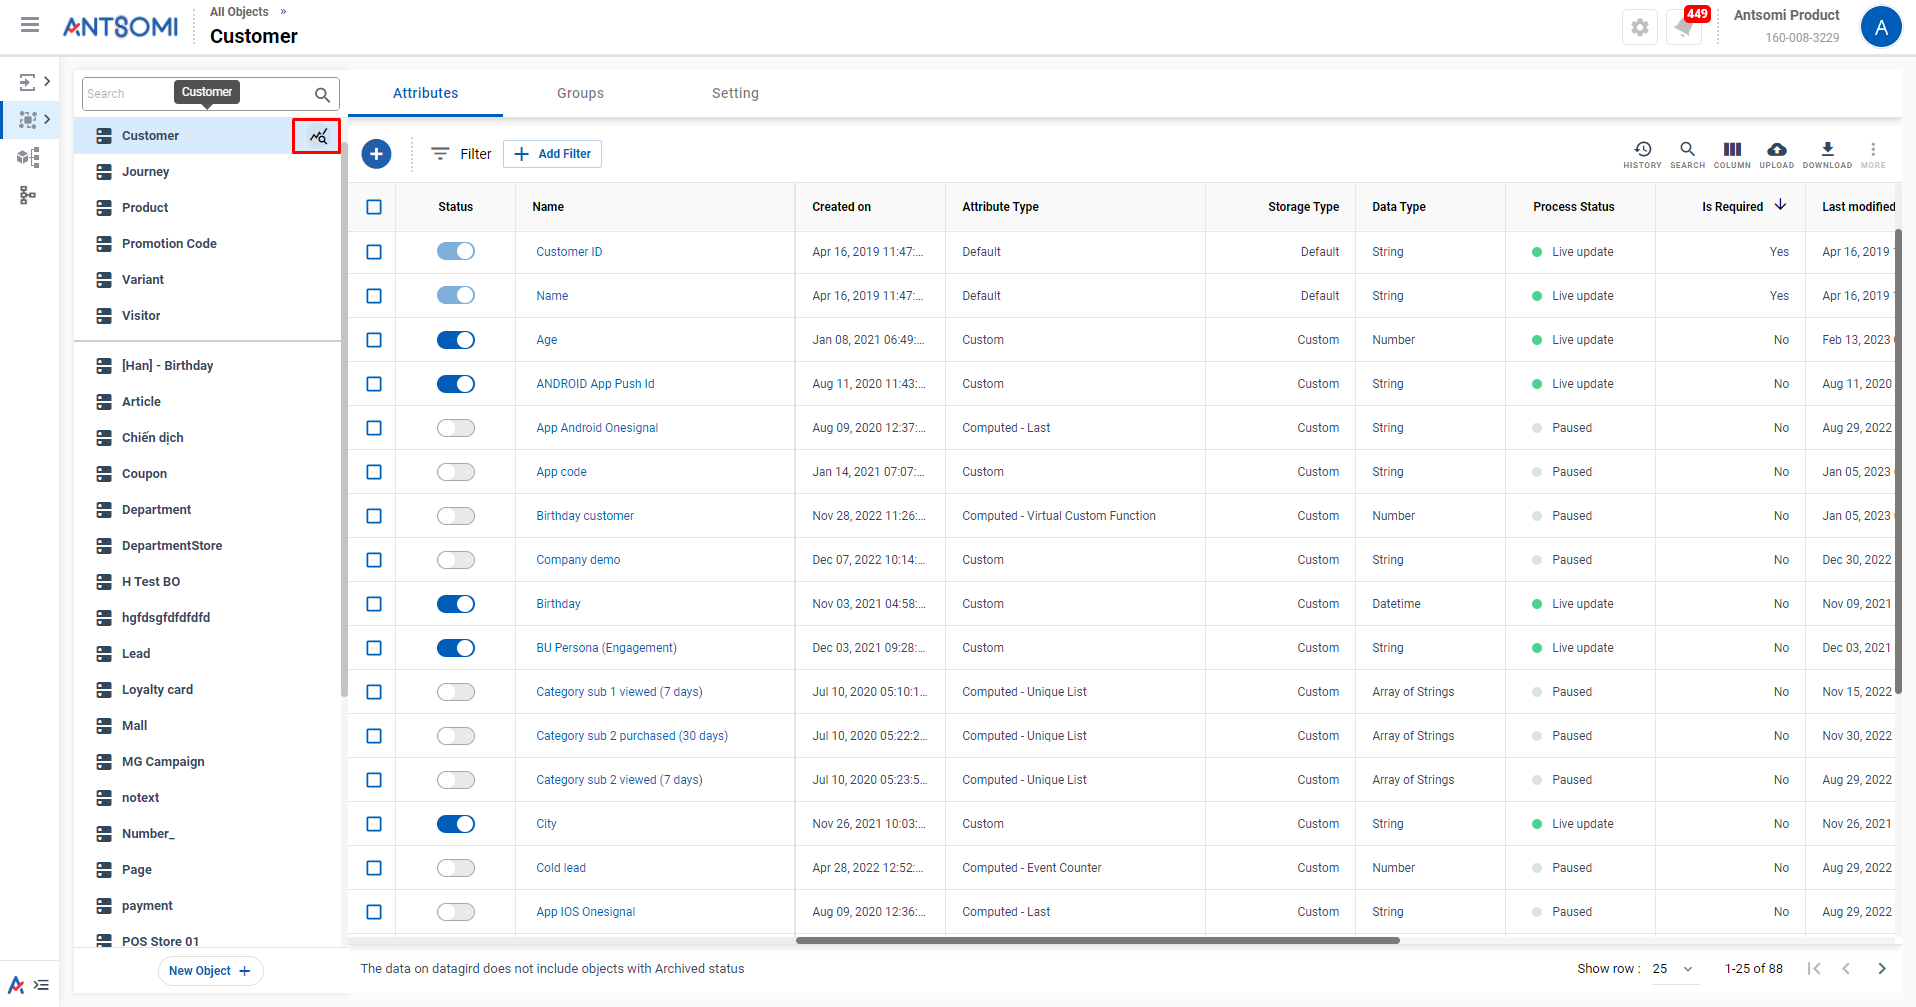 ANTSOMI
All Objects »
Customer
449
Antsomi Product
160-008-3229
A
Search
Customer
Customer
Journey
Product
Promotion Code
Variant
Visitor
[Han] - Birthday
Article
Chiến dịch
Coupon
Department
DepartmentStore
H Test BO
hgfdsgfdfdfdfd
Lead
Loyalty card
Mall
MG Campaign
notext
Number_
Page
payment
POS Store 01
New Object +
Attributes Groups Setting
Filter + Add Filter
HISTORY SEARCH COLUMN UPLOAD DOWNLOAD MORE
Status Name Created on Attribute Type Storage Type Data Type Process Status Is Required Last modified
Customer ID Apr 16, 2019 11:47:... Default Default String Live update Yes Apr 16, 2019
Name Apr 16, 2019 11:47:... Default Default String Live update Yes Apr 16, 2019
Age Jan 08, 2021 06:49:... Custom Custom Number Live update No Feb 13, 2023
ANDROID App Push Id Aug 11, 2020 11:43:... Custom Custom String Live update No Aug 11, 2020
App Android Onesignal Aug 09, 2020 12:37:... Computed - Last Custom String Paused No Aug 29, 2022
App code Jan 14, 2021 07:07:... Custom Custom String Paused No Jan 05, 2023
Birthday customer Nov 28, 2022 11:26:... Computed - Virtual Custom Function Custom Number Paused No Jan 05, 2023
Company demo Dec 07, 2022 10:14:... Custom Custom String Paused No Dec 30, 2022
Birthday Nov 03, 2021 04:58:... Custom Custom Datetime Live update No Nov 09, 2021
BU Persona (Engagement) Dec 03, 2021 09:28:... Custom Custom String Live update No Dec 03, 2021
Category sub 1 viewed (7 days) Jul 10, 2020 05:10:1... Computed - Unique List Custom Array of Strings Paused No Nov 15, 2022
Category sub 2 purchased (30 days) Jul 10, 2020 05:22:2... Computed - Unique List Custom Array of Strings Paused No Nov 30, 2022
Category sub 2 viewed (7 days) Jul 10, 2020 05:23:5... Computed - Unique List Custom Array of Strings Paused No Aug 29, 2022
City Nov 26, 2021 10:03:... Custom Custom String Live update No Nov 26, 2021
Cold lead Apr 28, 2022 12:52:... Computed - Event Counter Custom Number Paused No Aug 29, 2022
App IOS Onesignal Aug 09, 2020 12:36:... Computed - Last Custom String Paused No Aug 29, 2022
The data on datagird does not include objects with Archived status
Show row : 25 1-25 of 88